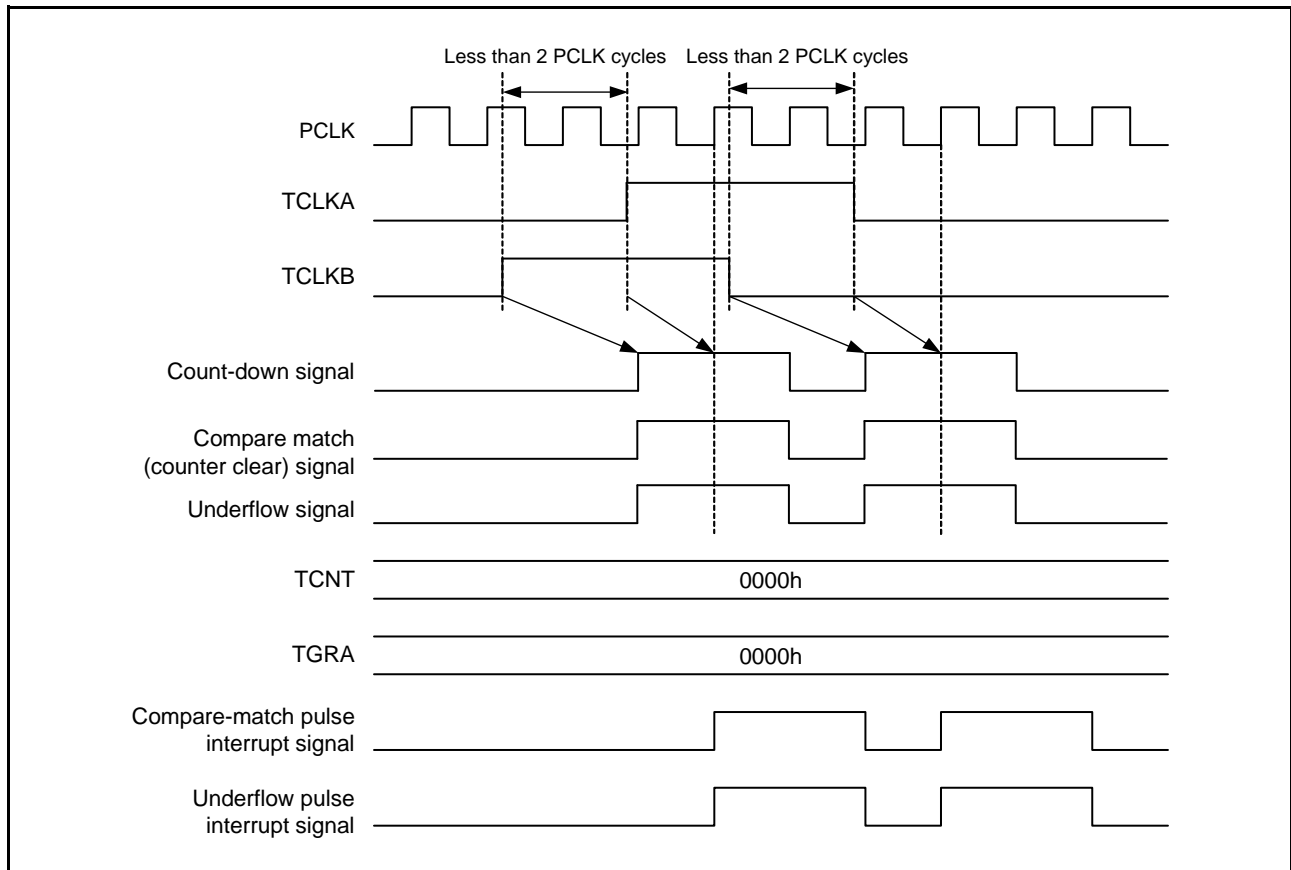 Less than 2 PCLK cycles
Less than 2 PCLK cycles
PCLK
TCLKA
TCLKB
Count-down signal
Compare match
(counter clear) signal
Underflow signal
TCNT
0000h
TGRA
0000h
Compare-match pulse
interrupt signal
Underflow pulse
interrupt signal